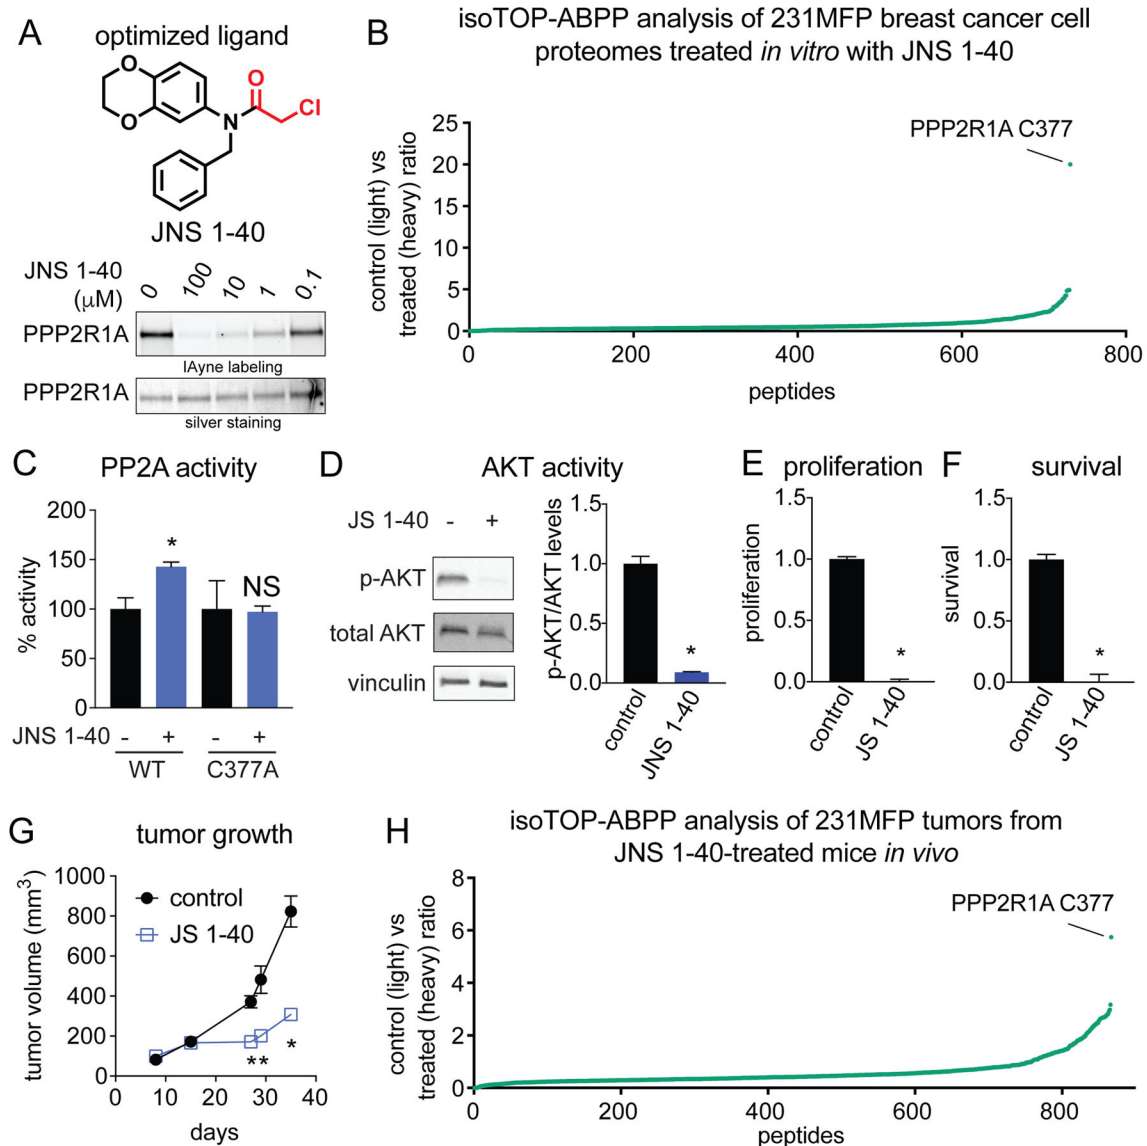 A
optimized ligand
O
O
N
O
Cl
JNS 1-40
JNS 1-40
(μM)
0 100 10 1 0.1
PPP2R1A
IAyne labeling
PPP2R1A
silver staining
B
isoTOP-ABPP analysis of 231MFP breast cancer cell
proteomes treated in vitro with JNS 1-40
control (light) vs
treated (heavy) ratio
25
20
15
10
5
0
PPP2R1A C377
0 200 400 600 800
peptides
C
PP2A activity
% activity
200
150
100
50
0
*
NS
JNS 1-40 - + - +
WT C377A
D
AKT activity
JS 1-40 - +
p-AKT
total AKT
vinculin
p-AKT/AKT levels
1.5
1.0
0.5
0.0
*
control
JNS 1-40
E
proliferation
proliferation
1.5
1.0
0.5
0.0
*
control
JS 1-40
F
survival
survival
1.5
1.0
0.5
0.0
*
control
JS 1-40
G
tumor growth
tumor volume (mm3)
1000
800
600
400
200
0
control
JS 1-40
** *
0 10 20 30 40
days
H
isoTOP-ABPP analysis of 231MFP tumors from
JNS 1-40-treated mice in vivo
control (light) vs
treated (heavy) ratio
8
6
4
2
0
PPP2R1A C377
0 200 400 600 800
peptides